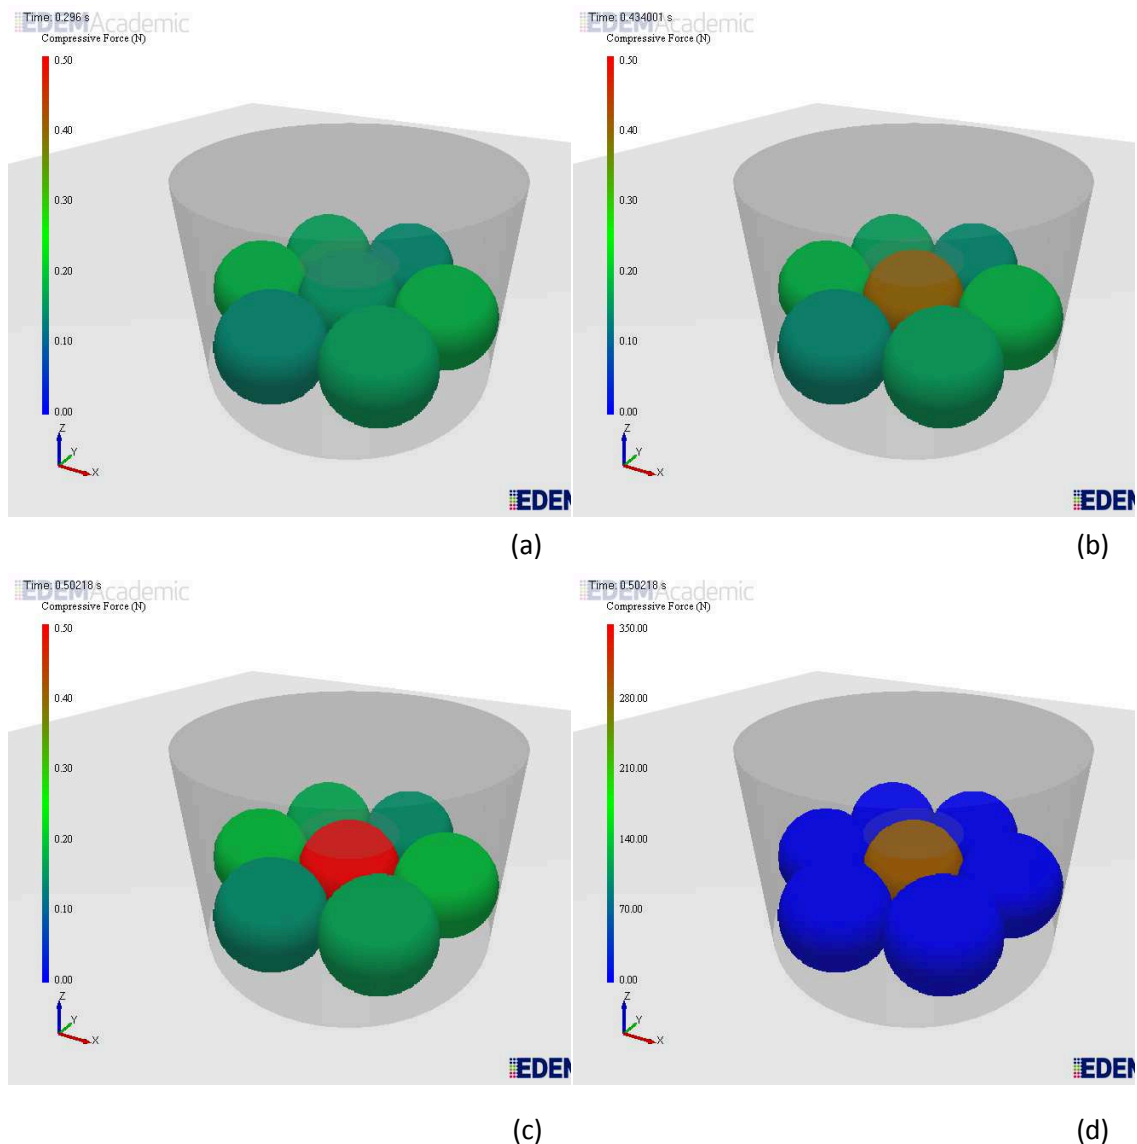 Time: 0.296 s
EDEMAcademic
Compressive Force (N)
0.50
0.40
0.30
0.20
0.10
0.00
Z
Y
X
EDEM
(a)
Time: 0.434001 s
EDEMAcademic
Compressive Force (N)
0.50
0.40
0.30
0.20
0.10
0.00
Z
Y
X
EDEM
(b)
Time: 0.50218 s
EDEMAcademic
Compressive Force (N)
0.50
0.40
0.30
0.20
0.10
0.00
Z
Y
X
EDEM
(c)
Time: 0.50218 s
EDEMAcademic
Compressive Force (N)
350.00
280.00
210.00
140.00
70.00
0.00
Z
Y
X
EDEM
(d)